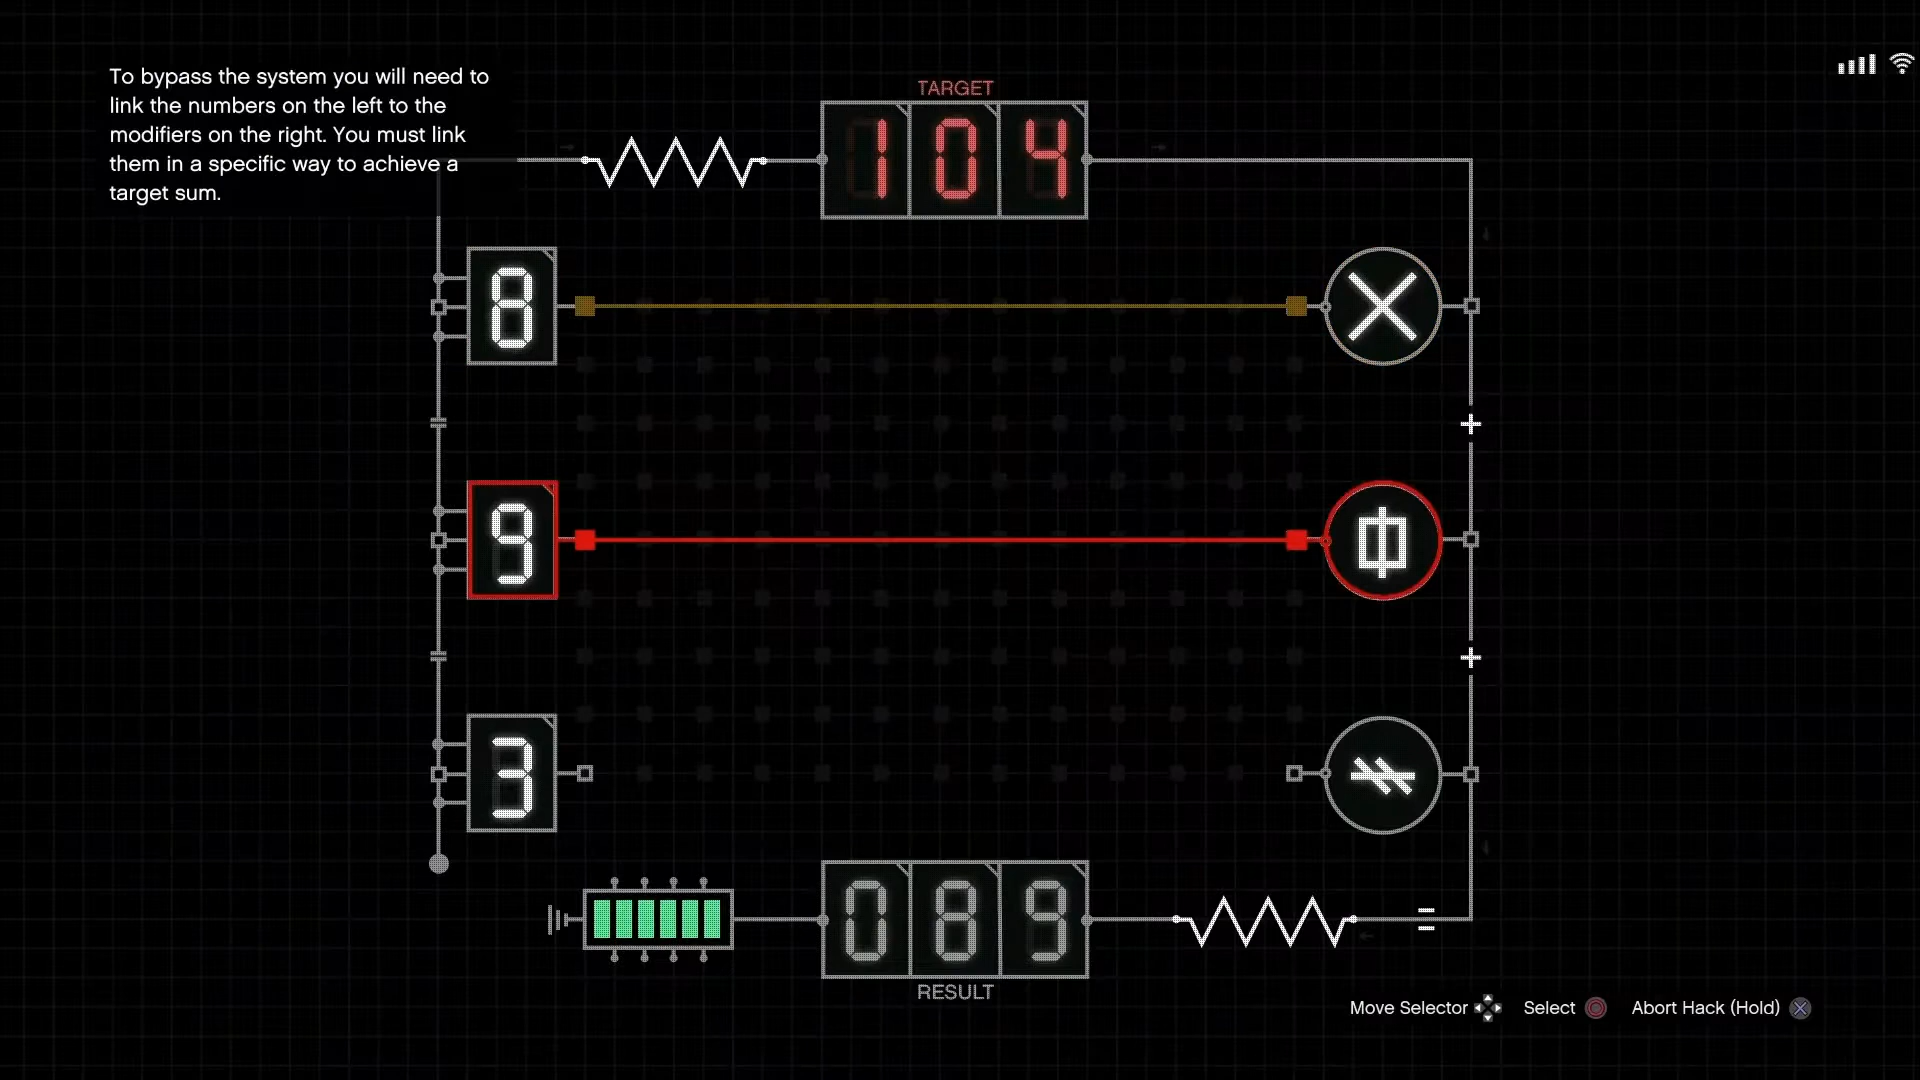 To bypass the system you will need to
link the numbers on the left to the
modifiers on the right. You must link
them in a specific way to achieve a
target sum.
TARGET
104
8
9
+
+
3
089
=
RESULT
Move Selector Select Abort Hack (Hold)